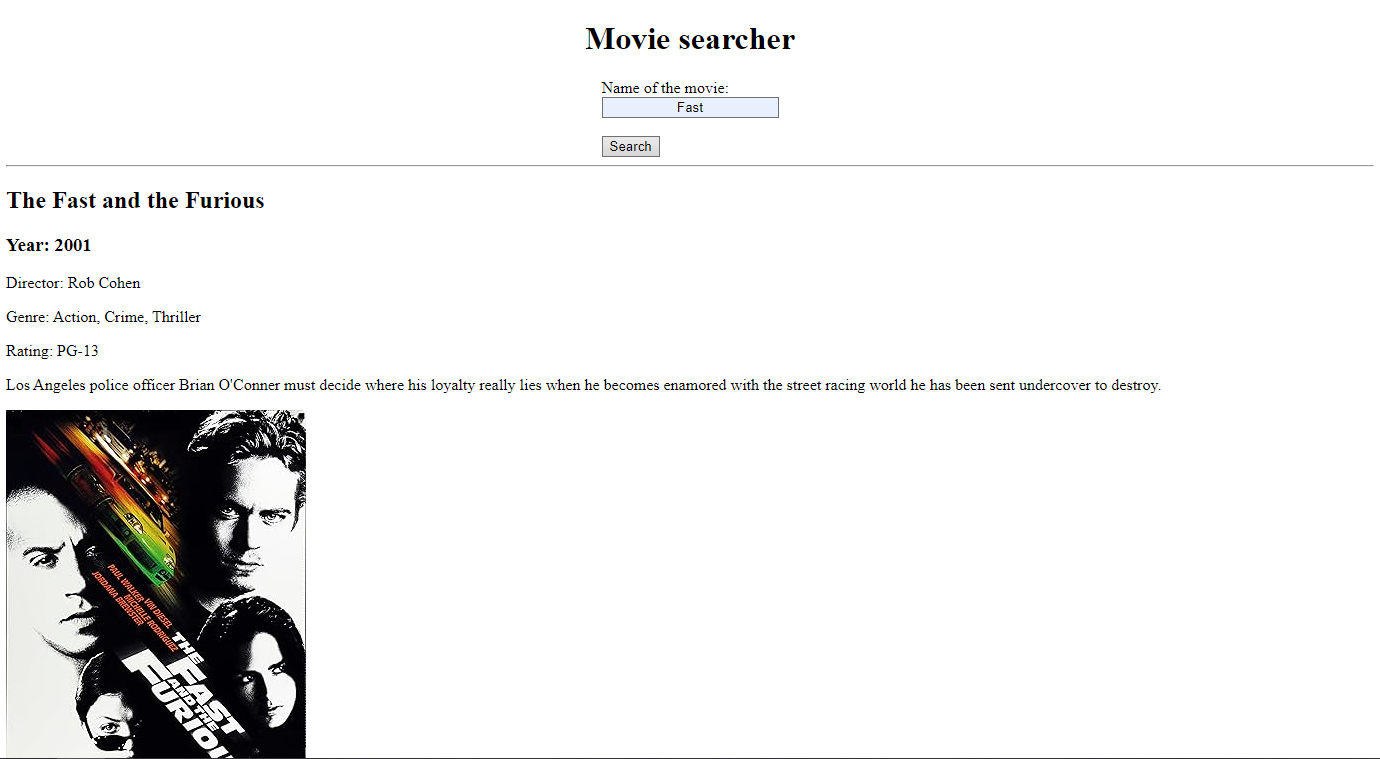 Movie searcher
Name of the movie:
Fast
Search
The Fast and the Furious
Year: 2001
Director: Rob Cohen
Genre: Action, Crime, Thriller
Rating: PG-13
Los Angeles police officer Brian O'Conner must decide where his loyalty really lies when he becomes enamored with the street racing world he has been sent undercover to destroy.
PAUL WALKER VIN DIESEL
MICHELLE RODRIGUEZ
JORDANA BREWSTER
THE
FAST
AND THE
FURIOU